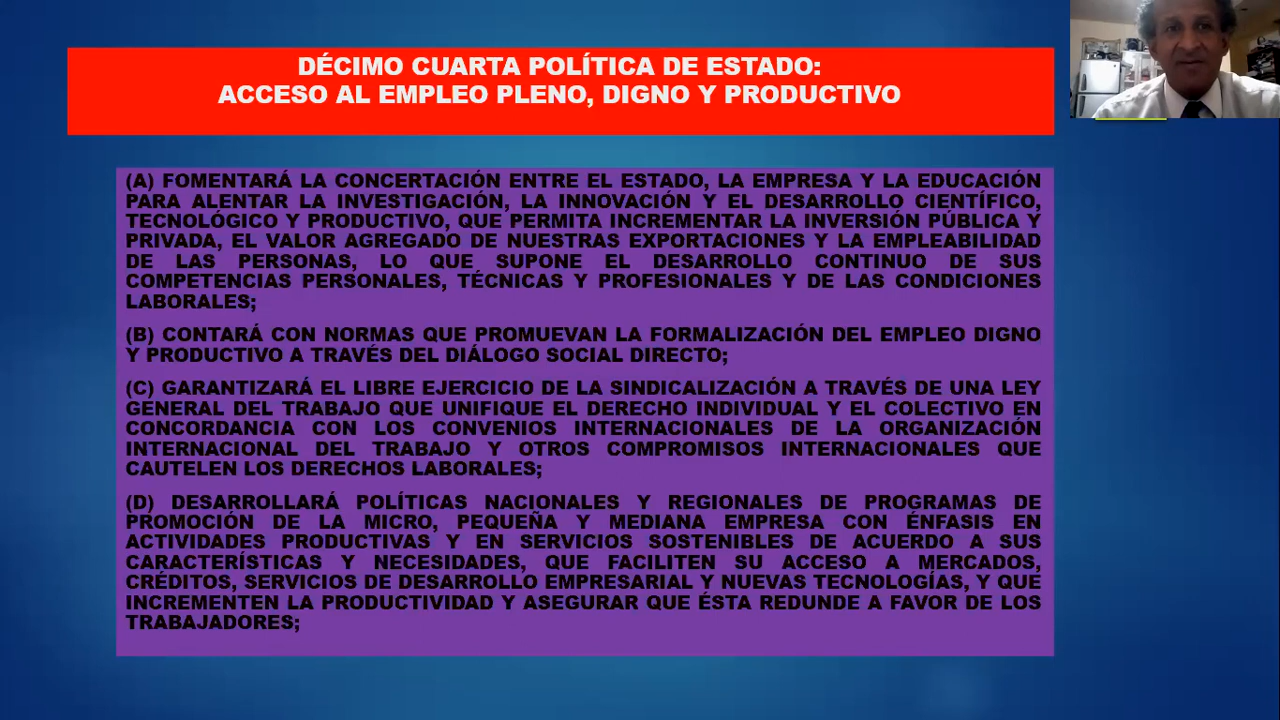 DÉCIMO CUARTA POLÍTICA DE ESTADO:
ACCESO AL EMPLEO PLENO, DIGNO Y PRODUCTIVO
(A) FOMENTARÁ LA CONCERTACIÓN ENTRE EL ESTADO, LA EMPRESA Y LA EDUCACIÓN
PARA ALENTAR LA INVESTIGACIÓN, LA INNOVACIÓN Y EL DESARROLLO CIENTÍFICO,
TECNOLÓGICO Y PRODUCTIVO, QUE PERMITA INCREMENTAR LA INVERSIÓN PÚBLICA Y
PRIVADA, EL VALOR AGREGADO DE NUESTRAS EXPORTACIONES Y LA EMPLEABILIDAD
DE LAS PERSONAS, LO QUE SUPONE EL DESARROLLO CONTINUO DE SUS
COMPETENCIAS PERSONALES, TÉCNICAS Y PROFESIONALES Y DE LAS CONDICIONES
LABORALES;
(B) CONTARÁ CON NORMAS QUE PROMUEVAN LA FORMALIZACIÓN DEL EMPLEO DIGNO
Y PRODUCTIVO A TRAVÉS DEL DIÁLOGO SOCIAL DIRECTO;
(C) GARANTIZARÁ EL LIBRE EJERCICIO DE LA SINDICALIZACIÓN A TRAVÉS DE UNA LEY
GENERAL DEL TRABAJO QUE UNIFIQUE EL DERECHO INDIVIDUAL Y EL COLECTIVO EN
CONCORDANCIA CON LOS CONVENIOS INTERNACIONALES DE LA ORGANIZACIÓN
INTERNACIONAL DEL TRABAJO Y OTROS COMPROMISOS INTERNACIONALES QUE
CAUTELEN LOS DERECHOS LABORALES;
(D) DESARROLLARÁ POLÍTICAS NACIONALES Y REGIONALES DE PROGRAMAS DE
PROMOCIÓN DE LA MICRO, PEQUEÑA Y MEDIANA EMPRESA CON ÉNFASIS EN
ACTIVIDADES PRODUCTIVAS Y EN SERVICIOS SOSTENIBLES DE ACUERDO A SUS
CARACTERÍSTICAS Y NECESIDADES, QUE FACILITEN SU ACCESO A MERCADOS,
CRÉDITOS, SERVICIOS DE DESARROLLO EMPRESARIAL Y NUEVAS TECNOLOGÍAS, Y QUE
INCREMENTEN LA PRODUCTIVIDAD Y ASEGURAR QUE ÉSTA REDUNDE A FAVOR DE LOS
TRABAJADORES;